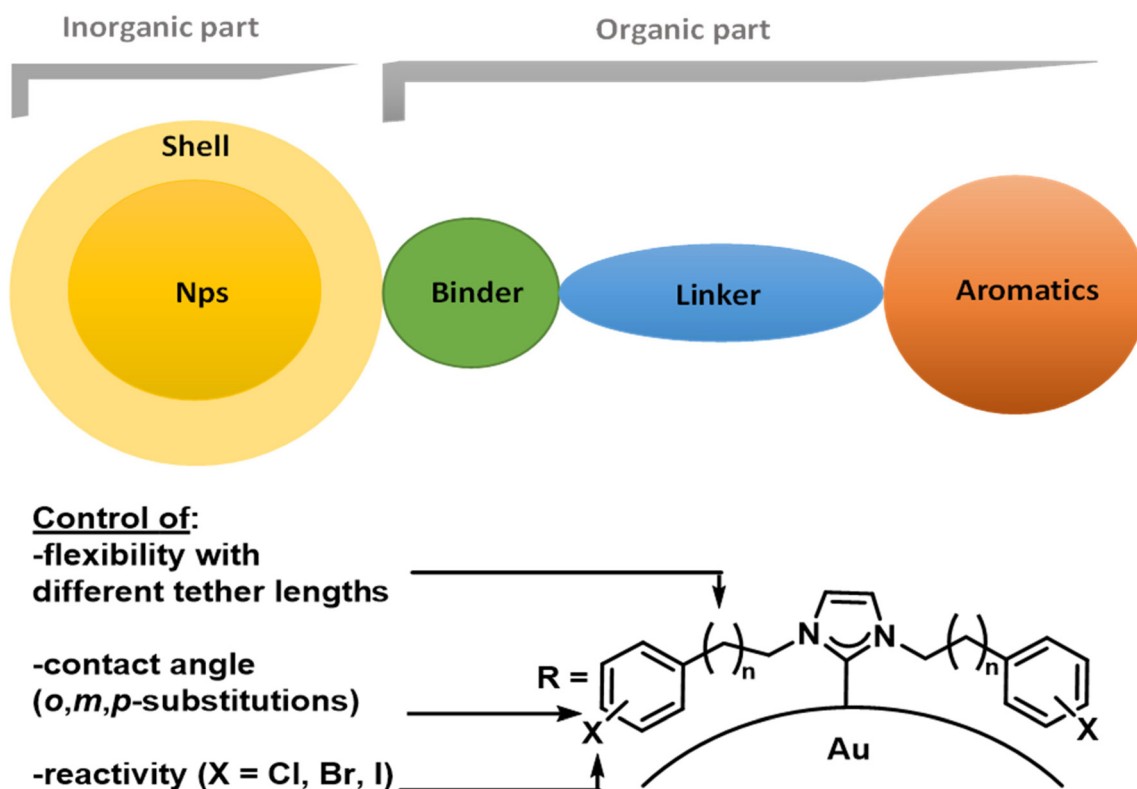 Inorganic part
Organic part
Shell
Nps
Binder
Linker
Aromatics
Control of:
-flexibility with
different tether lengths
-contact angle
(o,m,p-substitutions)
-reactivity (X = Cl, Br, I)
R =
X
n
N
N
n
X
Au